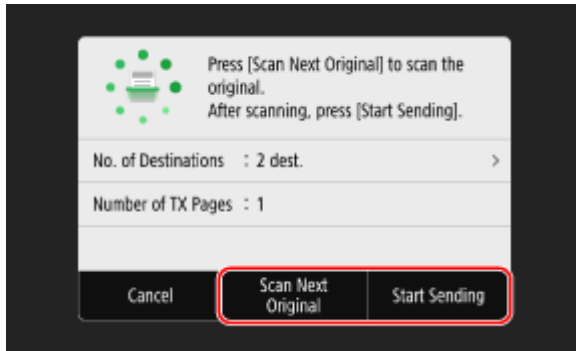 Press [Scan Next Original] to scan the
original.
After scanning, press [Start Sending].
No. of Destinations : 2 dest. >
Number of TX Pages : 1
Cancel
Scan Next
Original
Start Sending